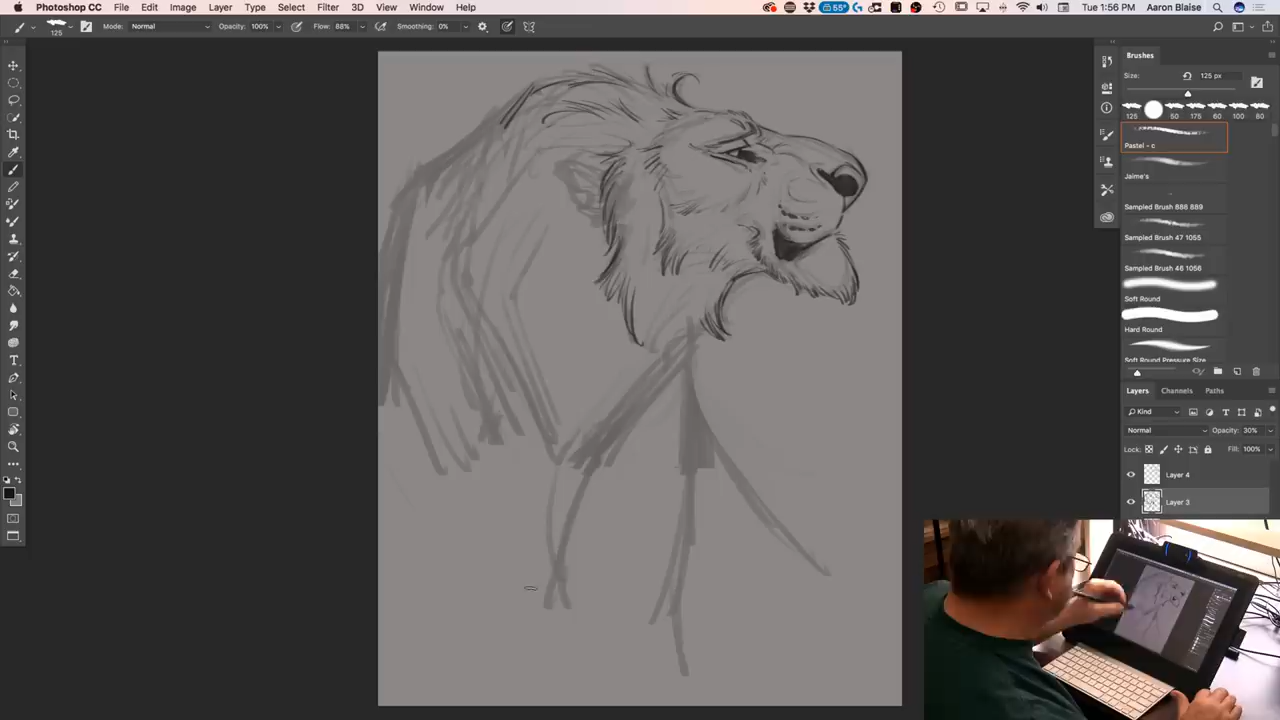 Photoshop CC File Edit Image Layer Type Select Filter 3D View Window Help 55° Tue 1:56 PM Aaron Blaise
125 Mode: Normal Opacity: 100% Flow: 88% Smoothing: 0%
Brushes
Size: 125 px
125 50 175 60 100 80
Pastel - c
Jaime's
Sampled Brush 886 889
Sampled Brush 47 1055
Sampled Brush 46 1056
Soft Round
Hard Round
Soft Round Pressure Size
Layers Channels Paths
Kind
Normal Opacity: 30%
Lock: Fill: 100%
Layer 4
Layer 3